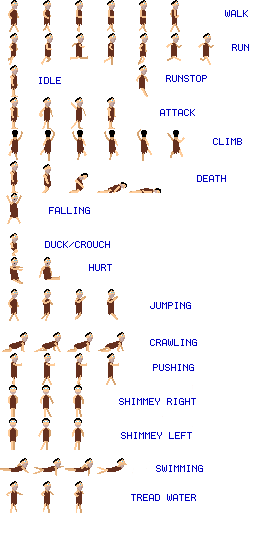 WALK
RUN
IDLE
RUNSTOP
ATTACK
CLIMB
DEATH
FALLING
DUCK/CROUCH
HURT
JUMPING
CRAWLING
PUSHING
SHIMMEY RIGHT
SHIMMEY LEFT
SWIMMING
TREAD WATER